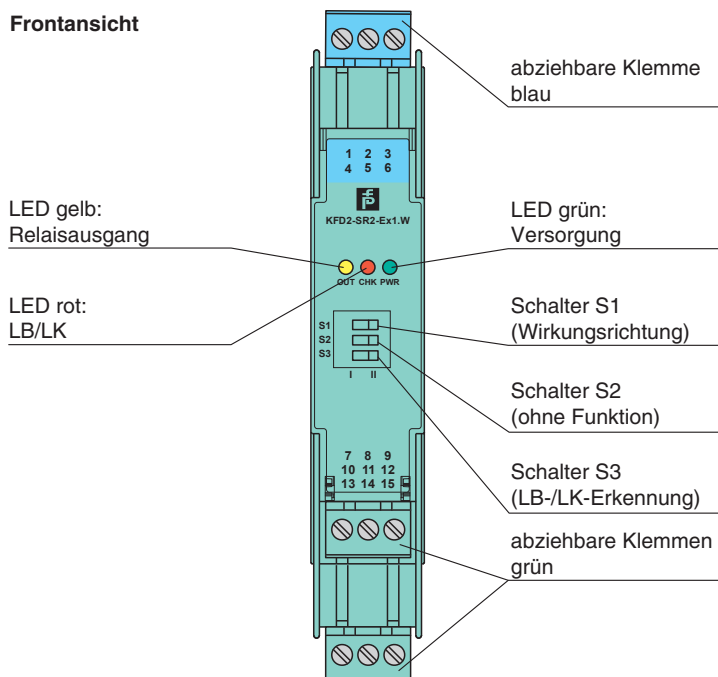 Frontansicht
abziehbare Klemme
blau
1 2 3
4 5 6
KFD2-SR2-Ex1.W
LED gelb:
Relaisausgang
LED grün:
Versorgung
OUT CHK PWR
LED rot:
LB/LK
Schalter S1
(Wirkungsrichtung)
S1
S2
S3
I II
Schalter S2
(ohne Funktion)
Schalter S3
(LB-/LK-Erkennung)
7 8 9
10 11 12
13 14 15
abziehbare Klemmen
grün